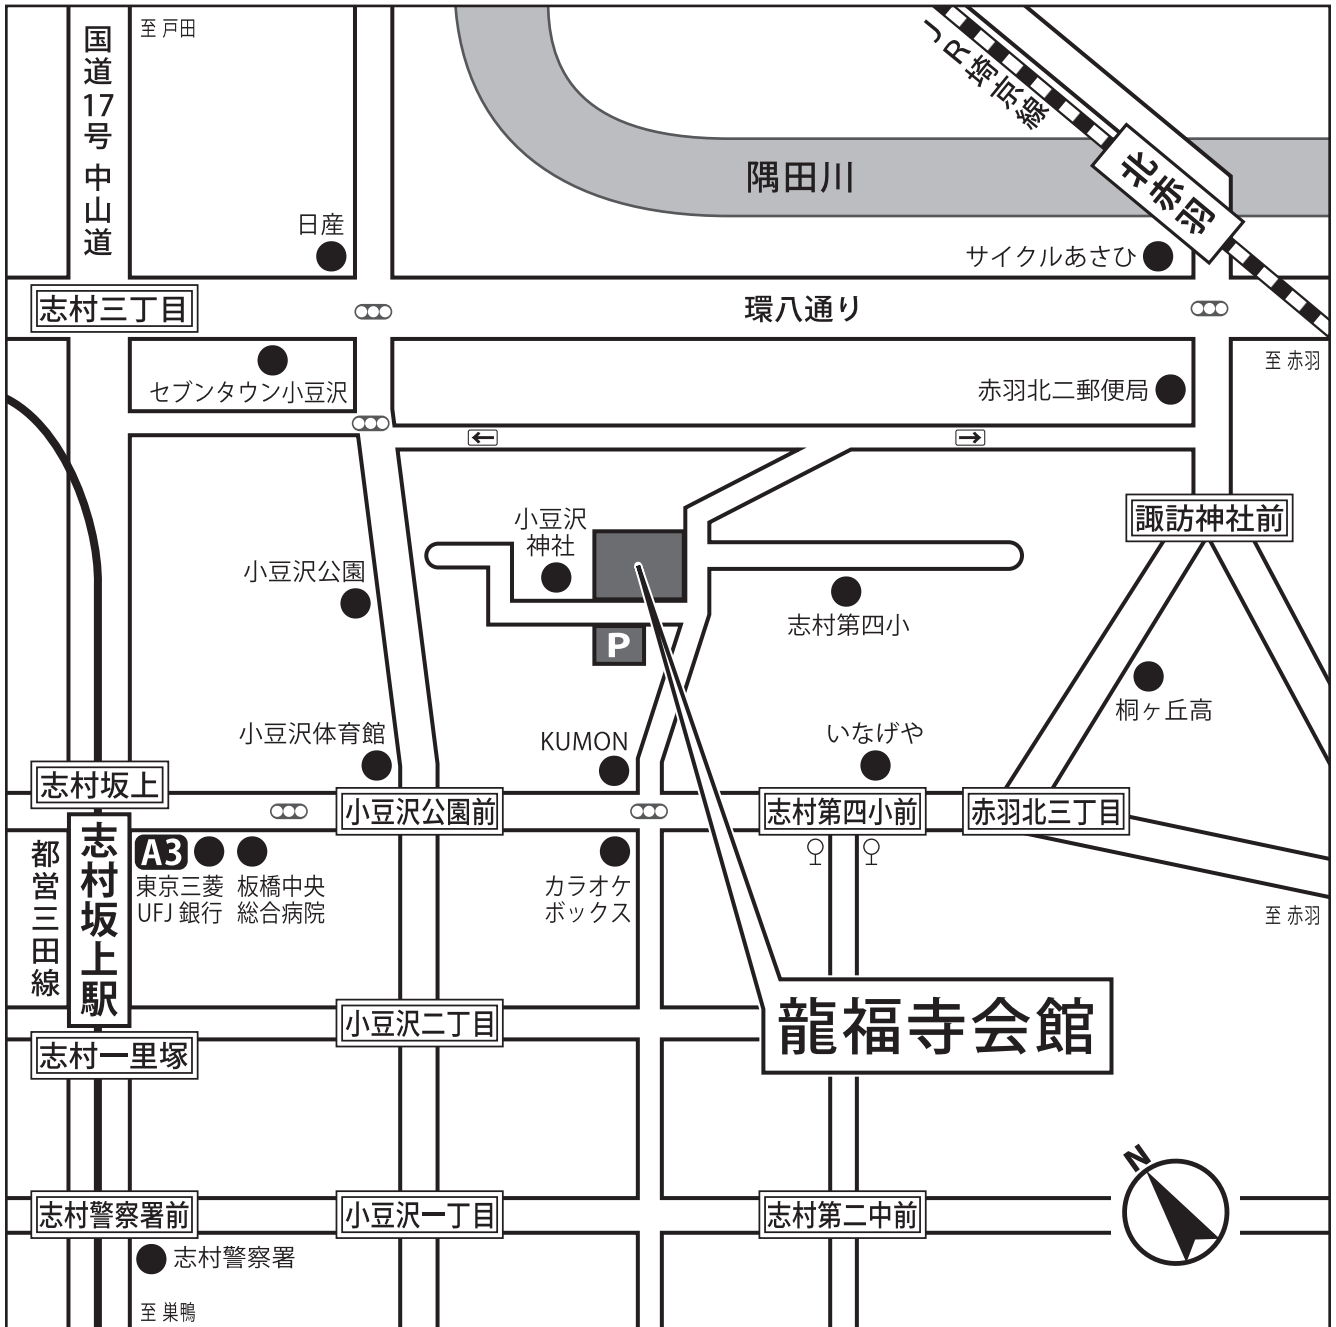 国道17号 中山道
至 戸田
JR埼京線
北赤羽
隅田川
日産
サイクルあさひ
志村三丁目
環八通り
至 赤羽
セブンタウン小豆沢
赤羽北二郵便局
←
→
小豆沢
神社
諏訪神社前
小豆沢公園
志村第四小
P
桐ヶ丘高
小豆沢体育館
KUMON
いなげや
志村坂上
小豆沢公園前
志村第四小前
赤羽北三丁目
都営三田線
志村坂上駅
A3
東京三菱
UFJ 銀行
板橋中央
総合病院
カラオケ
ボックス
至 赤羽
龍福寺会館
小豆沢二丁目
志村一里塚
N
志村警察署前
小豆沢一丁目
志村第二中前
志村警察署
至 巣鴨